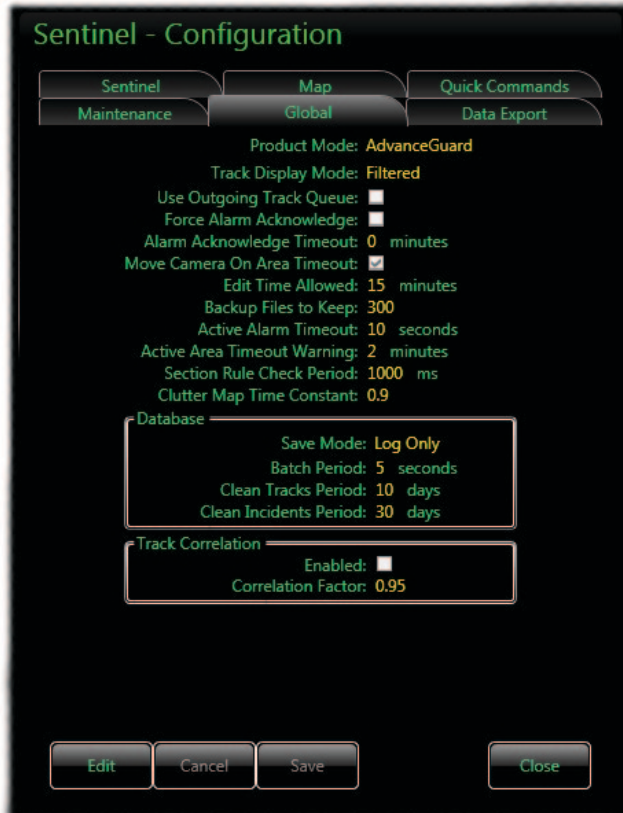 Sentinel - Configuration
Sentinel Map Quick Commands
Maintenance Global Data Export
Product Mode: AdvanceGuard
Track Display Mode: Filtered
Use Outgoing Track Queue:
Force Alarm Acknowledge:
Alarm Acknowledge Timeout: 0 minutes
Move Camera On Area Timeout:
Edit Time Allowed: 15 minutes
Backup Files to Keep: 300
Active Alarm Timeout: 10 seconds
Active Area Timeout Warning: 2 minutes
Section Rule Check Period: 1000 ms
Clutter Map Time Constant: 0.9
Database
Save Mode: Log Only
Batch Period: 5 seconds
Clean Tracks Period: 10 days
Clean Incidents Period: 30 days
Track Correlation
Enabled:
Correlation Factor: 0.95
Edit Cancel Save Close